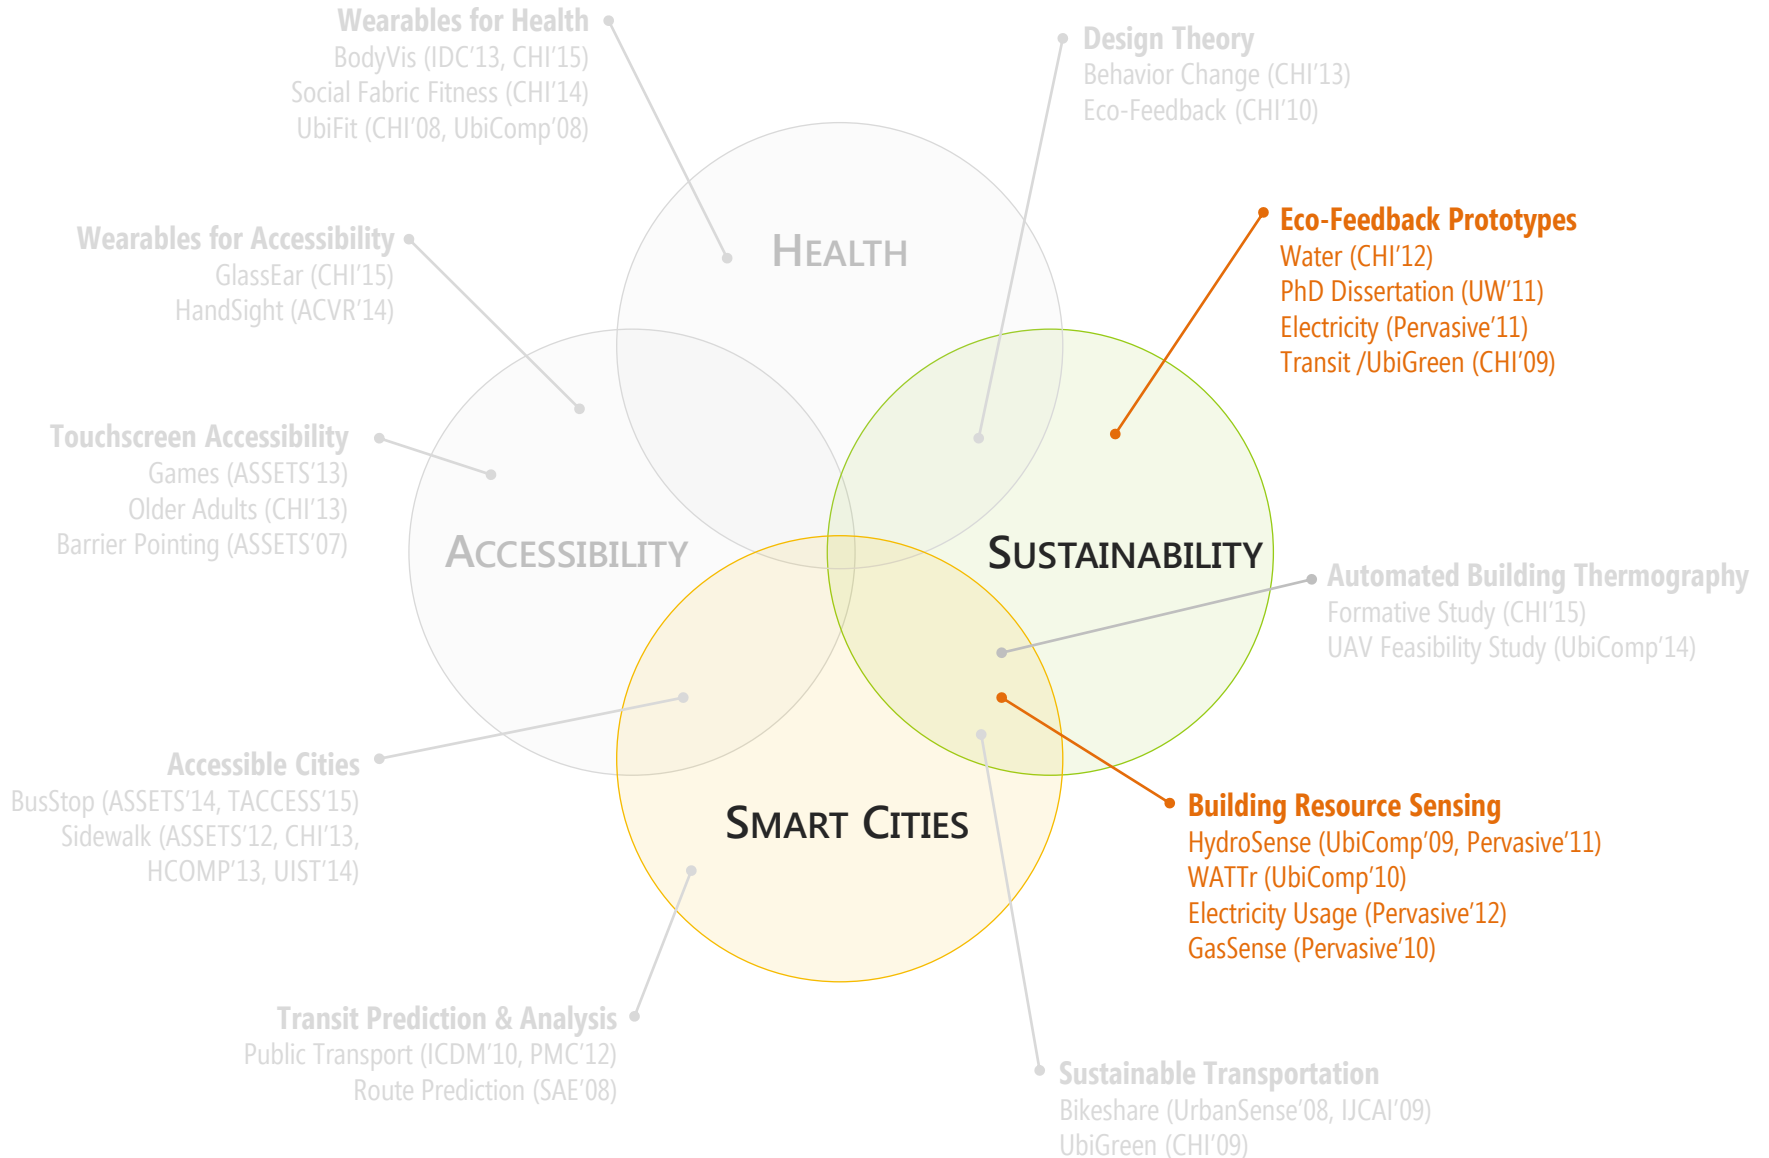 Wearables for Health
BodyVis (IDC'13, CHI'15)
Social Fabric Fitness (CHI'14)
UbiFit (CHI'08, UbiComp'08)
Design Theory
Behavior Change (CHI'13)
Eco-Feedback (CHI'10)
Wearables for Accessibility
GlassEar (CHI'15)
HandSight (ACVR'14)
HEALTH
Eco-Feedback Prototypes
Water (CHI'12)
PhD Dissertation (UW'11)
Electricity (Pervasive'11)
Transit /UbiGreen (CHI'09)
Touchscreen Accessibility
Games (ASSETS'13)
Older Adults (CHI'13)
Barrier Pointing (ASSETS'07)
ACCESSIBILITY
SUSTAINABILITY
Automated Building Thermography
Formative Study (CHI'15)
UAV Feasibility Study (UbiComp'14)
Accessible Cities
BusStop (ASSETS'14, TACCESS'15)
Sidewalk (ASSETS'12, CHI'13,
HCOMP'13, UIST'14)
SMART CITIES
Building Resource Sensing
HydroSense (UbiComp'09, Pervasive'11)
WATTr (UbiComp'10)
Electricity Usage (Pervasive'12)
GasSense (Pervasive'10)
Transit Prediction & Analysis
Public Transport (ICDM'10, PMC'12)
Route Prediction (SAE'08)
Sustainable Transportation
Bikeshare (UrbanSense'08, IJCAI'09)
UbiGreen (CHI'09)